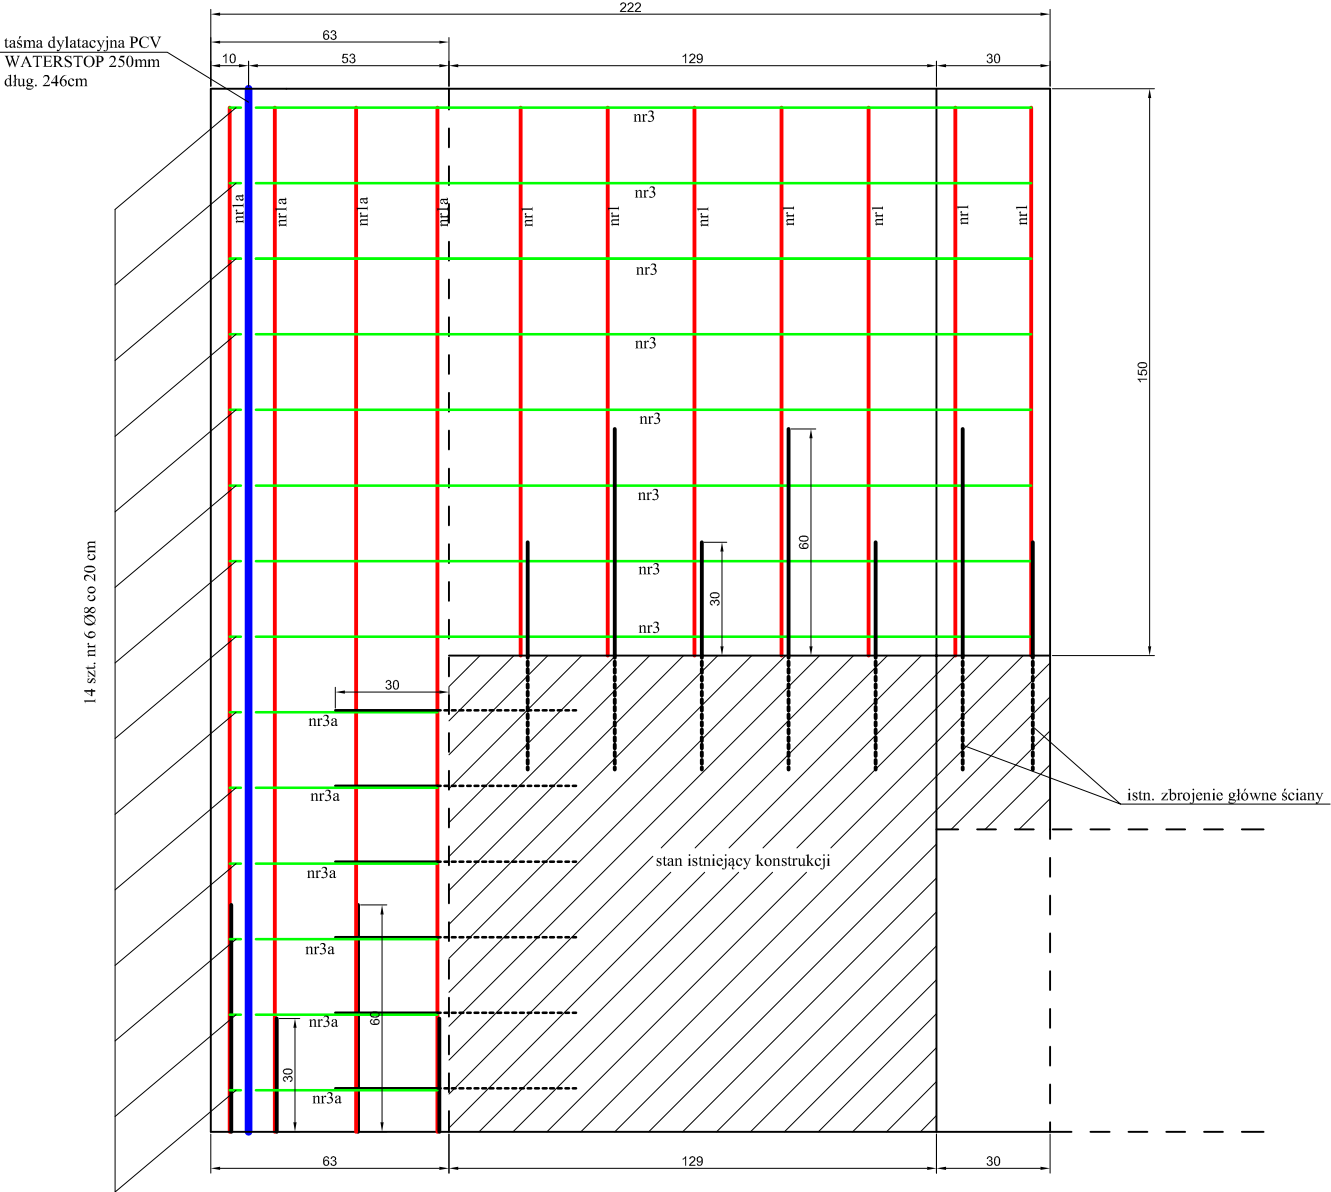 222
63
10
53
129
30
taśma dylatacyjna PCV
WATERSTOP 250mm
dług. 246cm
nr3
nr3
nr1a
nr1a
nr1a
nr1a
nr1
nr1
nr1
nr1
nr1
nr1
nr1
nr3
nr3
150
nr3
nr3
60
30
nr3
nr3
14 szt. nr 6 Ø8 co 20 cm
30
nr3a
nr3a
istn. zbrojenie główne ściany
stan istniejący konstrukcji
nr3a
nr3a
60
nr3a
30
nr3a
63
129
30